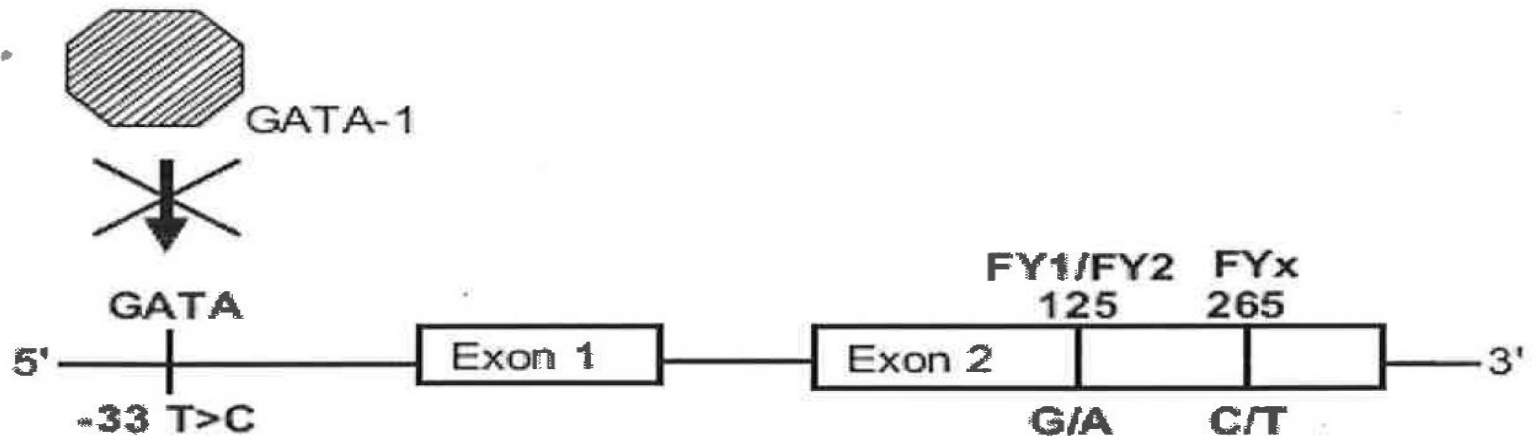 GATA-1
GATA
FY1/FY2 FYx
125 265
5' Exon 1 Exon 2 3'
-33 T>C G/A C/T